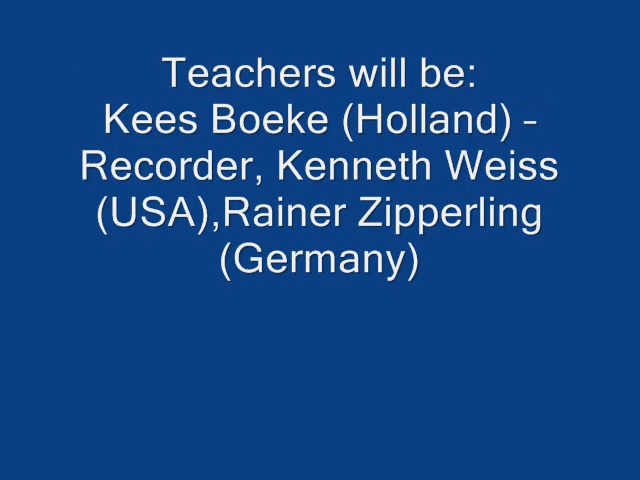 Teachers will be:
Kees Boeke (Holland) –
Recorder, Kenneth Weiss
(USA),Rainer Zipperling
(Germany)